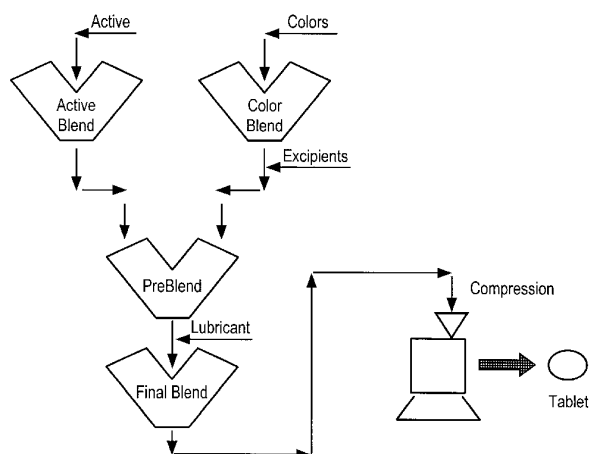 Active
Colors
Active
Blend
Color
Blend
Excipients
PreBlend
Compression
Lubricant
Final Blend
Tablet